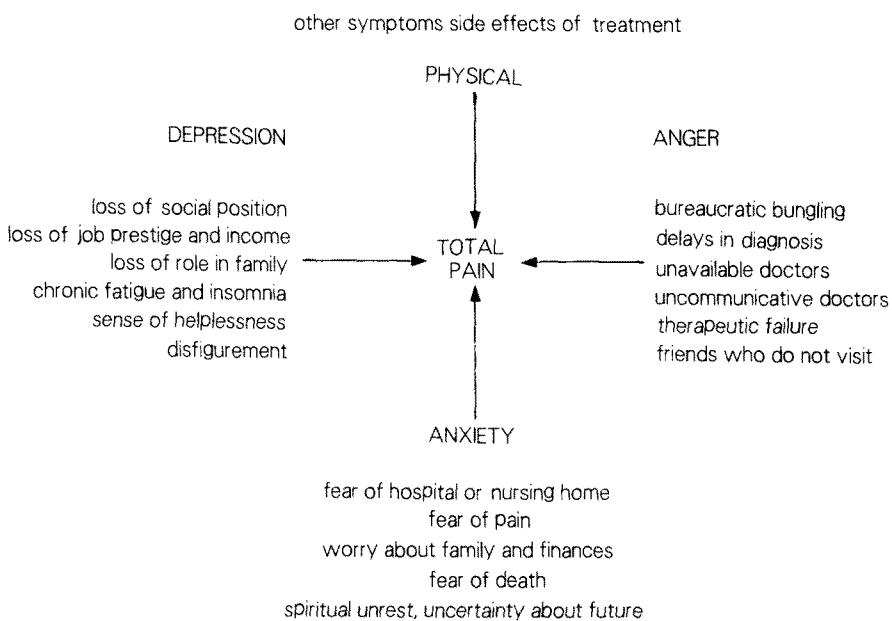 other symptoms side effects of treatment
PHYSICAL
DEPRESSION
loss of social position
loss of job prestige and income
loss of role in family
chronic fatigue and insomnia
sense of helplessness
disfigurement
TOTAL
PAIN
ANGER
bureaucratic bungling
delays in diagnosis
unavailable doctors
uncommunicative doctors
therapeutic failure
friends who do not visit
ANXIETY
fear of hospital or nursing home
fear of pain
worry about family and finances
fear of death
spiritual unrest, uncertainty about future